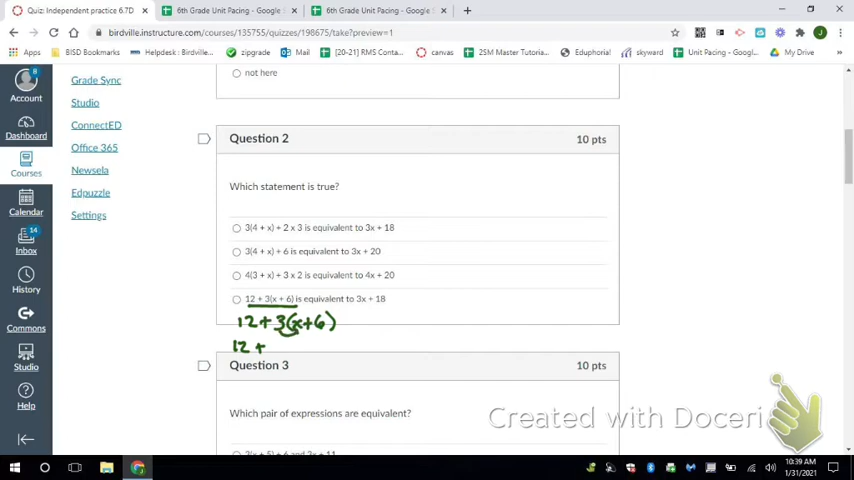 Quiz: Independent practice 6.7D
6th Grade Unit Pacing - Google S
6th Grade Unit Pacing - Google S
birdville.instructure.com/courses/135755/quizzes/198675/take?preview=1
Apps
BISD Bookmarks
Helpdesk : Birdville..
zipgrade
Mail
[20-21] RMS Conta...
canvas
2SM Master Tutoria...
Eduphoria!
skyward
Unit Pacing - Googl...
My Drive
8
Account
Dashboard
Courses
Calendar
14
Inbox
History
Commons
Studio
Help
Grade Sync
Studio
ConnectED
Office 365
Newsela
Edpuzzle
Settings
not here
Question 2
10 pts
Which statement is true?
3(4 + x) + 2 x 3 is equivalent to 3x + 18
3(4 + x) + 6 is equivalent to 3x + 20
4(3 + x) + 3 x 2 is equivalent to 4x + 20
12 + 3(x + 6) is equivalent to 3x + 18
12 + 3(x+6)
12 +
Question 3
10 pts
Which pair of expressions are equivalent?
Created with Doceri
10:39 AM
1/31/2021